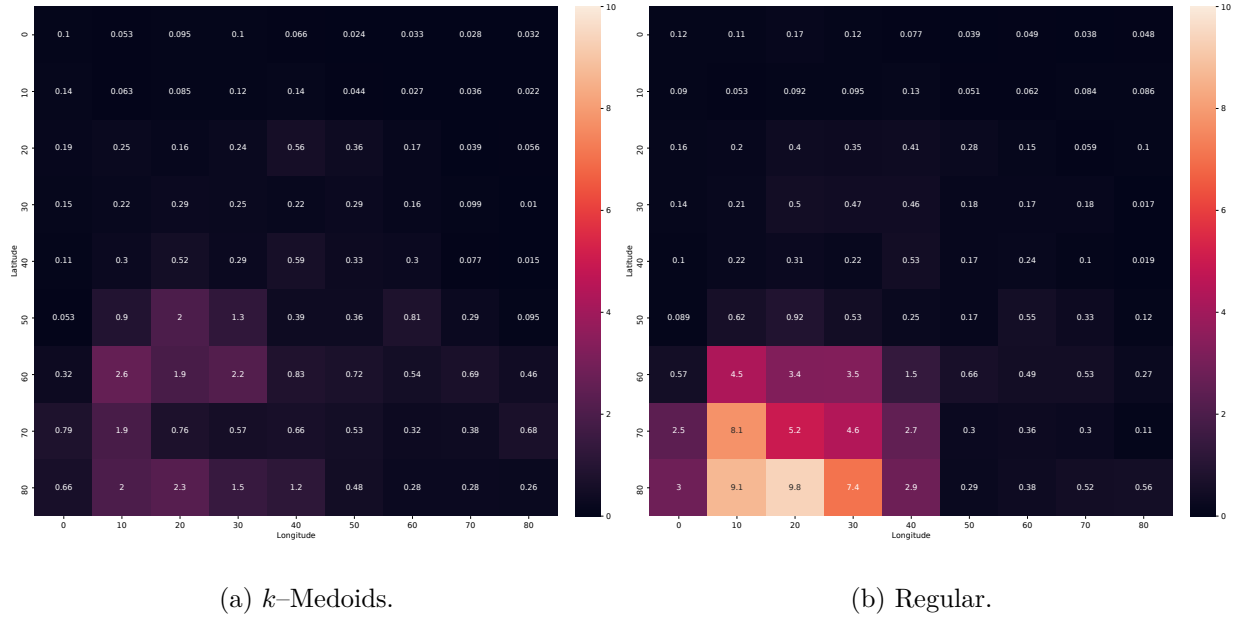 0 0.1 0.053 0.095 0.1 0.066 0.024 0.033 0.028 0.032
10 0.14 0.063 0.085 0.12 0.14 0.044 0.027 0.036 0.022
20 0.19 0.25 0.16 0.24 0.56 0.36 0.17 0.039 0.056
30 0.15 0.22 0.29 0.25 0.22 0.29 0.16 0.099 0.01
Latitude
40 0.11 0.3 0.52 0.29 0.59 0.33 0.3 0.077 0.015
50 0.053 0.9 2 1.3 0.39 0.36 0.81 0.29 0.095
60 0.32 2.6 1.9 2.2 0.83 0.72 0.54 0.69 0.46
70 0.79 1.9 0.76 0.57 0.66 0.53 0.32 0.38 0.68
80 0.66 2 2.3 1.5 1.2 0.48 0.28 0.28 0.26
0 10 20 30 40 50 60 70 80
Longitude
10
8
6
4
2
0
(a) k–Medoids.
0 0.12 0.11 0.17 0.12 0.077 0.039 0.049 0.038 0.048
10 0.09 0.053 0.092 0.095 0.13 0.051 0.062 0.084 0.086
20 0.16 0.2 0.4 0.35 0.41 0.28 0.15 0.059 0.1
30 0.14 0.21 0.5 0.47 0.46 0.18 0.17 0.18 0.017
Latitude
40 0.1 0.22 0.31 0.22 0.53 0.17 0.24 0.1 0.019
50 0.089 0.62 0.92 0.53 0.25 0.17 0.55 0.33 0.12
60 0.57 4.5 3.4 3.5 1.5 0.66 0.49 0.53 0.27
70 2.5 8.1 5.2 4.6 2.7 0.3 0.36 0.3 0.11
80 3 9.1 9.8 7.4 2.9 0.29 0.38 0.52 0.56
0 10 20 30 40 50 60 70 80
Longitude
10
8
6
4
2
0
(b) Regular.